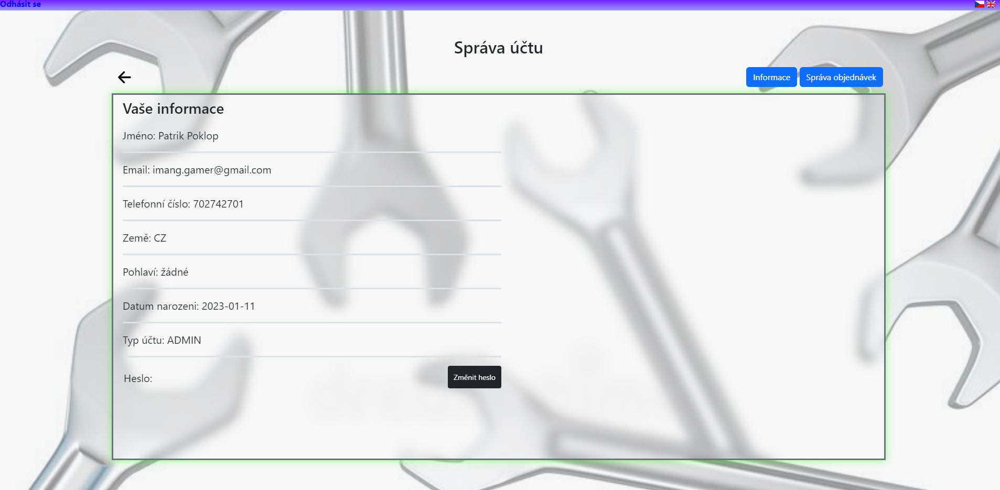 Odhásit se
Správa účtu
Informace Správa objednávek
Vaše informace
Jméno: Patrik Poklop
Email: imang.gamer@gmail.com
Telefonní číslo: 702742701
Země: CZ
Pohlaví: žádné
Datum narozeni: 2023-01-11
Typ účtu: ADMIN
Heslo: Změnit heslo